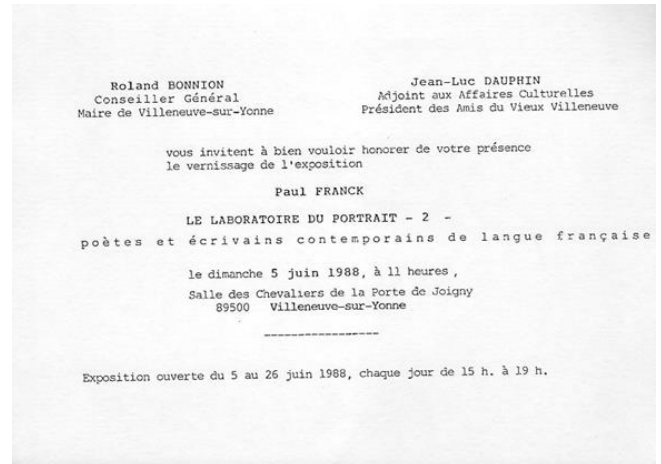 Roland BONNION
Conseiller Général
Maire de Villeneuve-sur-Yonne
Jean-Luc DAUPHIN
Adjoint aux Affaires Culturelles
Président des Amis du Vieux Villeneuve
vous invitent à bien vouloir honorer de votre présence
le vernissage de l'exposition
Paul FRANCK
LE LABORATOIRE DU PORTRAIT - 2 -
poètes et écrivains contemporains de langue française
le dimanche 5 juin 1988, à 11 heures,
Salle des Chevaliers de la Porte de Joigny
89500 Villeneuve-sur-Yonne
-----------------
Exposition ouverte du 5 au 26 juin 1988, chaque jour de 15 h. à 19 h.